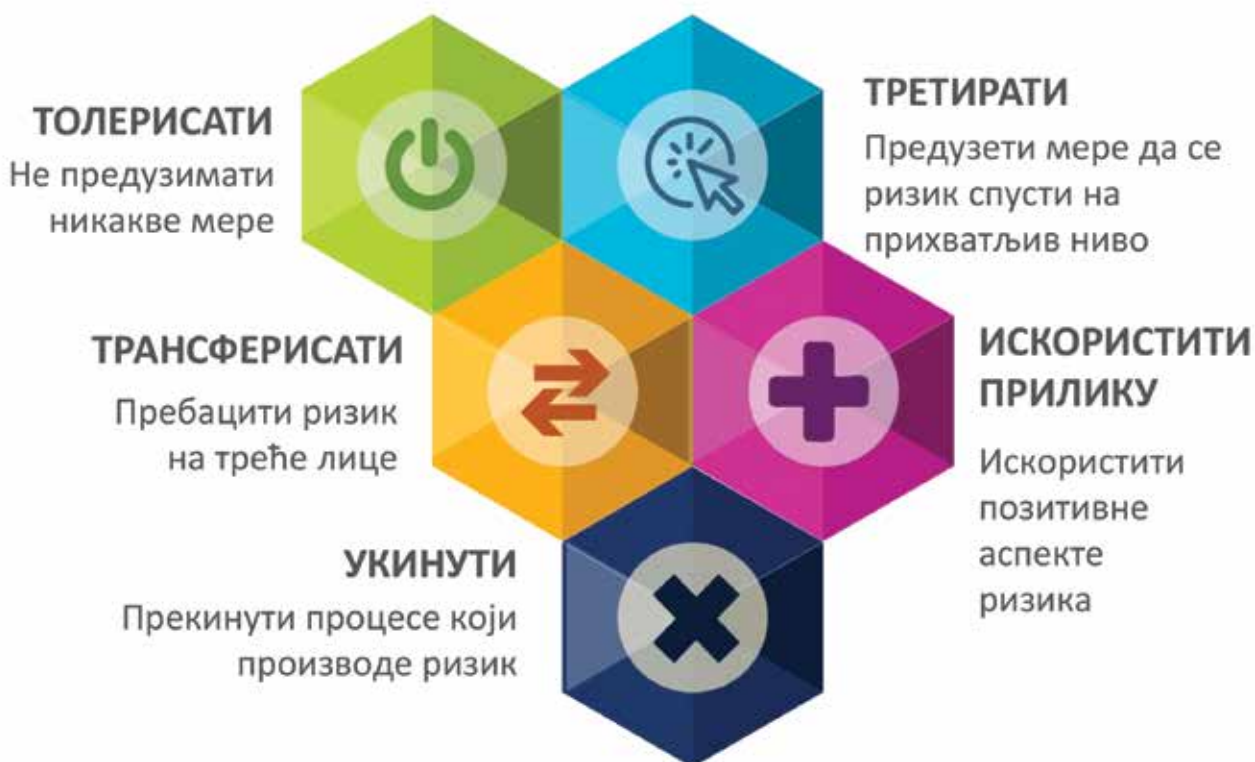 ТОЛЕРИСАТИ
Не предузимати
никакве мере
ТРЕТИРАТИ
Предузети мере да се
ризик спусти на
прихватљив ниво
ТРАНСФЕРИСАТИ
Пребацити ризик
на треће лице
ИСКОРИСТИТИ
ПРИЛИКУ
Искористити
позитивне
аспекте
ризика
УКИНУТИ
Прекинути процесе који
производе ризик